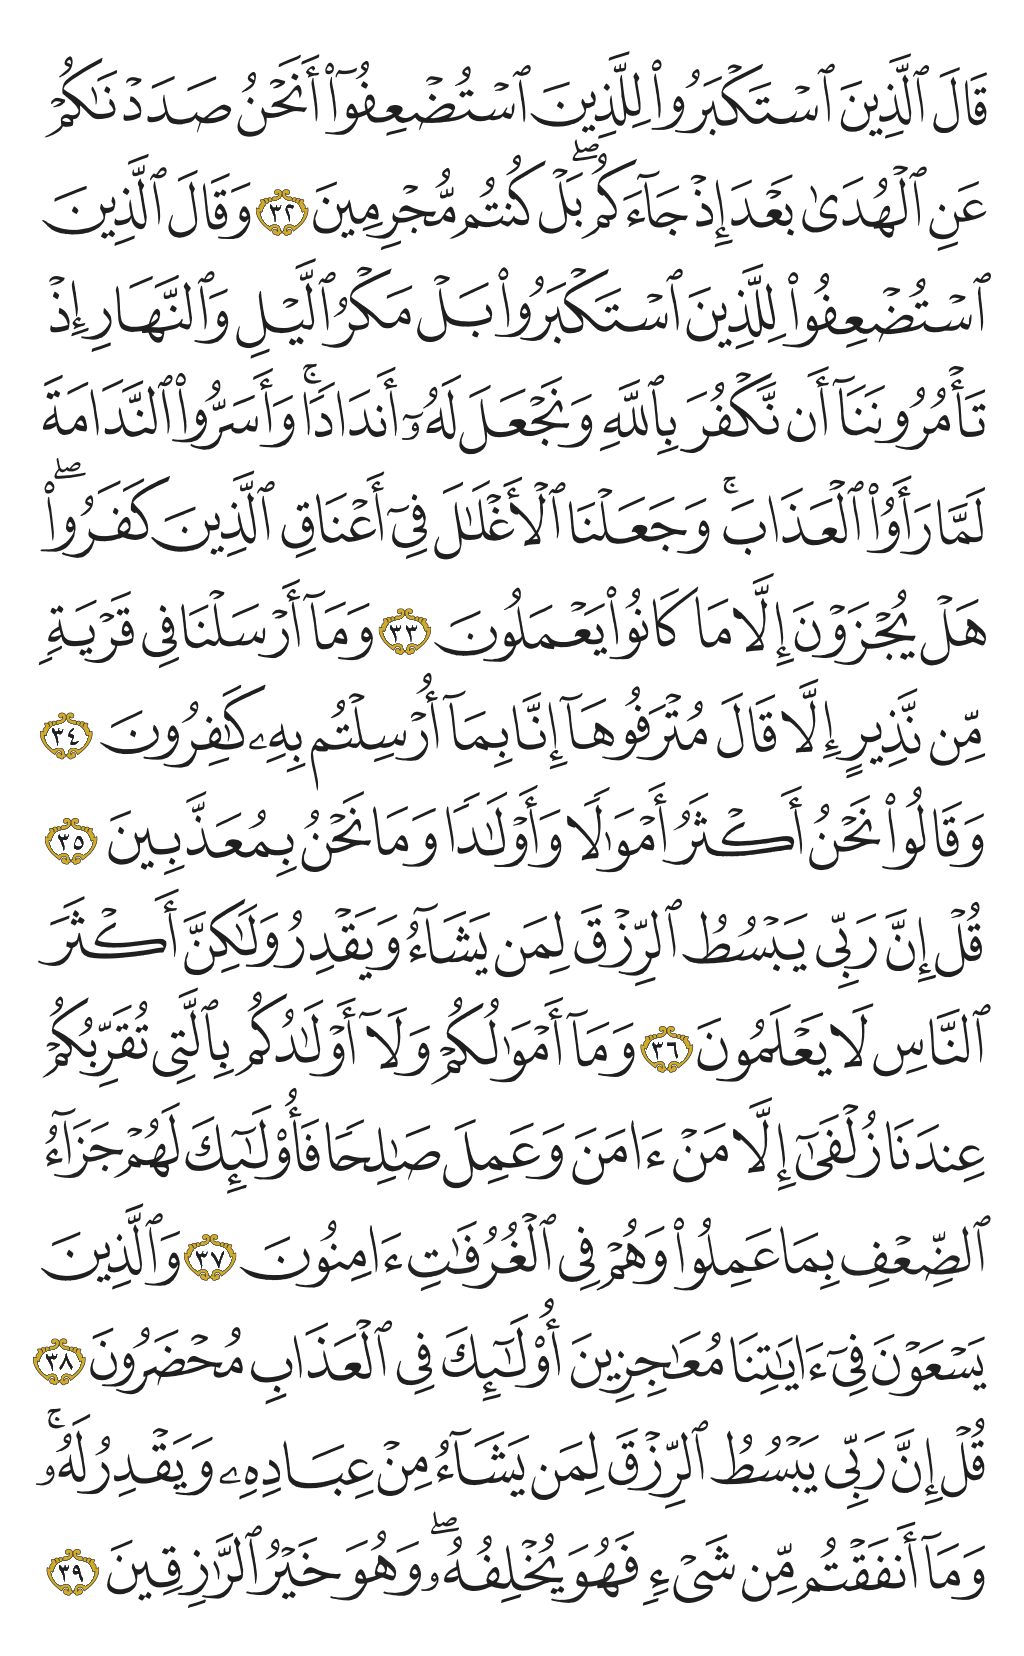 قَالَ ٱلَّذِينَ ٱسۡتَكۡبَرُواْ لِلَّذِينَ ٱسۡتُضۡعِفُوٓاْ أَنَحۡنُ صَدَدۡنَٰكُمۡ
عَنِ ٱلۡهُدَىٰ بَعۡدَ إِذۡ جَآءَكُمۖ بَلۡ كُنتُم مُّجۡرِمِينَ ٣٢ وَقَالَ ٱلَّذِينَ
ٱسۡتُضۡعِفُواْ لِلَّذِينَ ٱسۡتَكۡبَرُواْ بَلۡ مَكۡرُ ٱلَّيۡلِ وَٱلنَّهَارِ إِذۡ
تَأۡمُرُونَنَآ أَن نَّكۡفُرَ بِٱللَّهِ وَنَجۡعَلَ لَهُۥٓ أَندَادٗاۚ وَأَسَرُّواْ ٱلنَّدَامَةَ
لَمَّا رَأَوُاْ ٱلۡعَذَابَۚ وَجَعَلۡنَا ٱلۡأَغۡلَٰلَ فِيٓ أَعۡنَاقِ ٱلَّذِينَ كَفَرُواْۖ
هَلۡ يُجۡزَوۡنَ إِلَّا مَا كَانُواْ يَعۡمَلُونَ ٣٣ وَمَآ أَرۡسَلۡنَا فِي قَرۡيَةٖ
مِّن نَّذِيرٍ إِلَّا قَالَ مُتۡرَفُوهَآ إِنَّا بِمَآ أُرۡسِلۡتُم بِهِۦ كَٰفِرُونَ ٣٤
وَقَالُواْ نَحۡنُ أَكۡثَرُ أَمۡوَٰلٗا وَأَوۡلَٰدٗا وَمَا نَحۡنُ بِمُعَذَّبِينَ ٣٥
قُلۡ إِنَّ رَبِّي يَبۡسُطُ ٱلرِّزۡقَ لِمَن يَشَآءُ وَيَقۡدِرُ وَلَٰكِنَّ أَكۡثَرَ
ٱلنَّاسِ لَا يَعۡلَمُونَ ٣٦ وَمَآ أَمۡوَٰلُكُمۡ وَلَآ أَوۡلَٰدُكُم بِٱلَّتِي تُقَرِّبُكُمۡ
عِندَنَا زُلۡفَىٰٓ إِلَّا مَنۡ ءَامَنَ وَعَمِلَ صَٰلِحٗا فَأُوْلَٰٓئِكَ لَهُمۡ جَزَآءُ
ٱلضِّعۡفِ بِمَا عَمِلُواْ وَهُمۡ فِي ٱلۡغُرُفَٰتِ ءَامِنُونَ ٣٧ وَٱلَّذِينَ
يَسۡعَوۡنَ فِيٓ ءَايَٰتِنَا مُعَٰجِزِينَ أُوْلَٰٓئِكَ فِي ٱلۡعَذَابِ مُحۡضَرُونَ ٣٨
قُلۡ إِنَّ رَبِّي يَبۡسُطُ ٱلرِّزۡقَ لِمَن يَشَآءُ مِنۡ عِبَادِهِۦ وَيَقۡدِرُ لَهُۥۚ
وَمَآ أَنفَقۡتُم مِّن شَيۡءٖ فَهُوَ يُخۡلِفُهُۥۖ وَهُوَ خَيۡرُ ٱلرَّٰزِقِينَ ٣٩